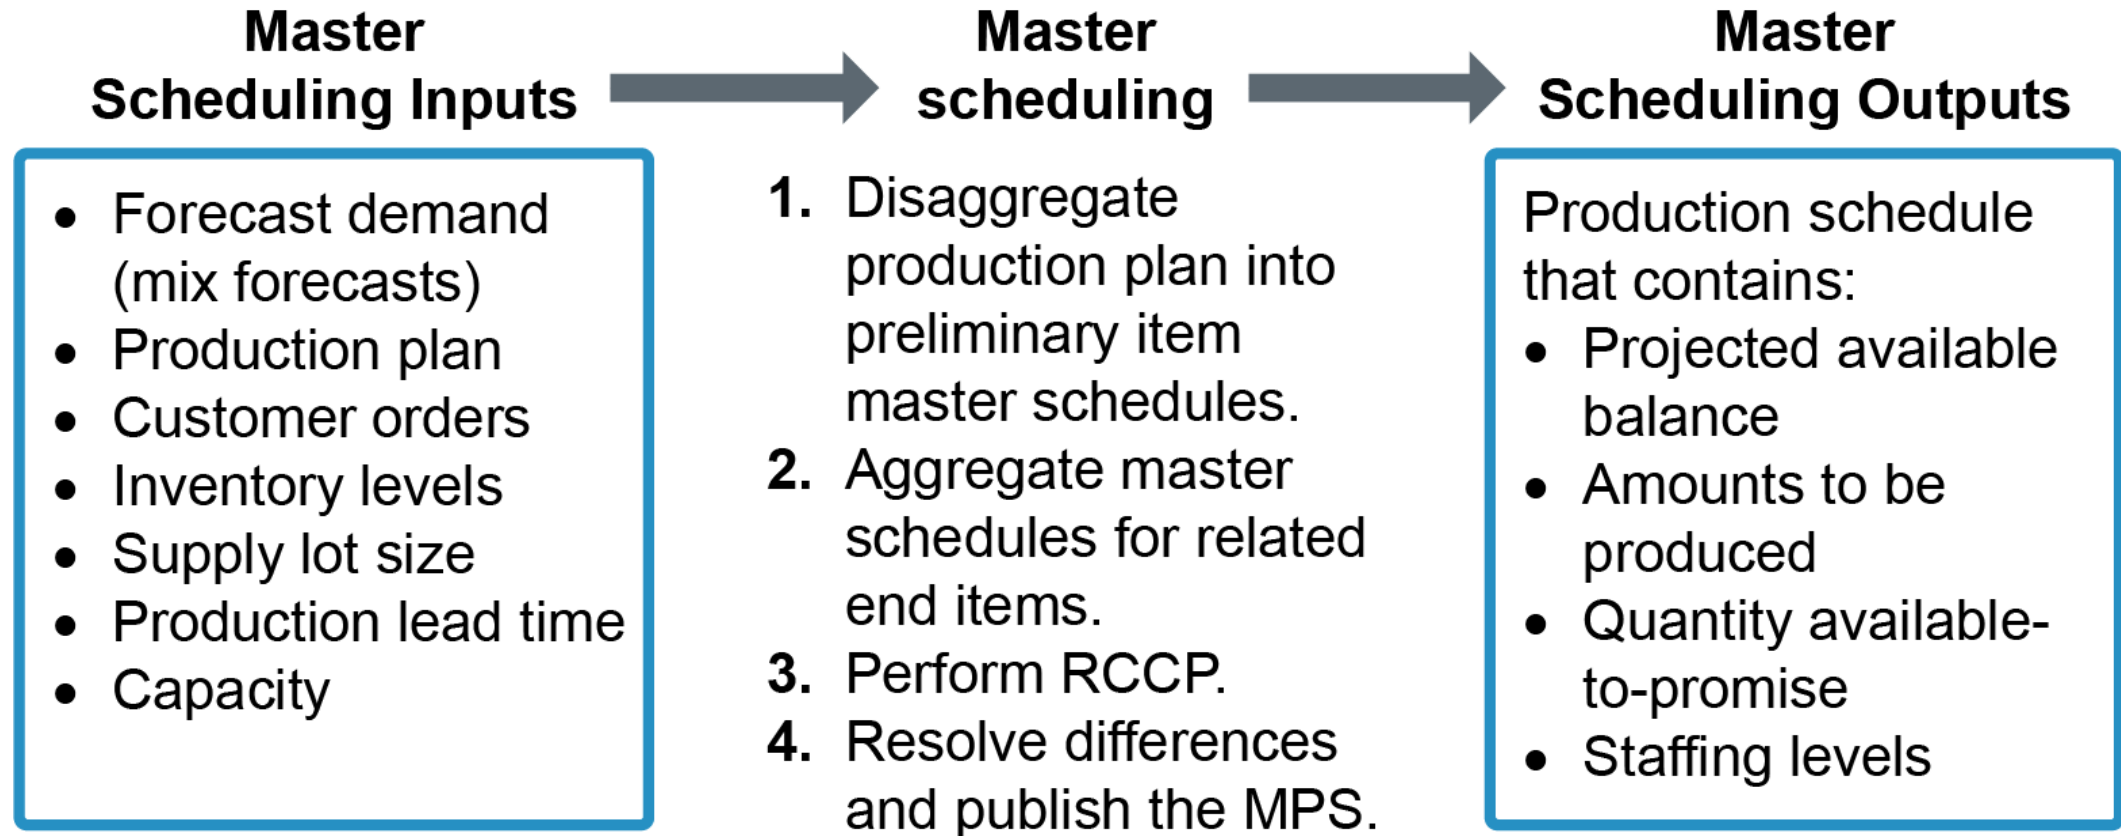 Master
Scheduling Inputs
• Forecast demand
(mix forecasts)
• Production plan
• Customer orders
• Inventory levels
• Supply lot size
• Production lead time
• Capacity
Master
scheduling
1. Disaggregate
production plan into
preliminary item
master schedules.
2. Aggregate master
schedules for related
end items.
3. Perform RCCP.
4. Resolve differences
and publish the MPS.
Master
Scheduling Outputs
Production schedule
that contains:
• Projected available
balance
• Amounts to be
produced
• Quantity available-
to-promise
• Staffing levels